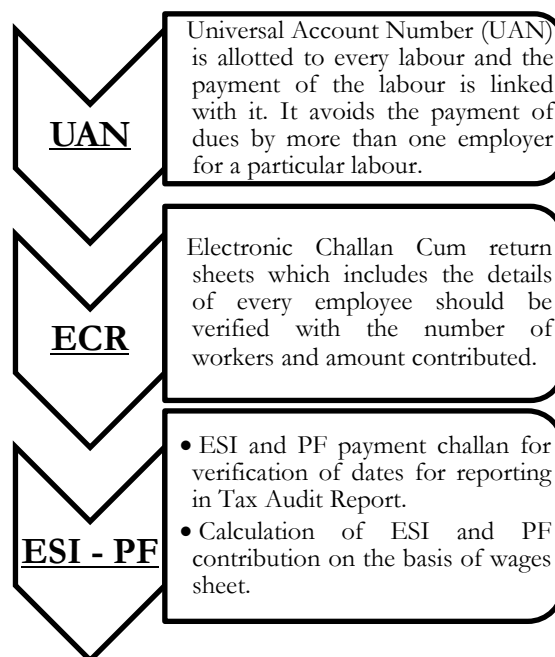 UAN
Universal Account Number (UAN)
is allotted to every labour and the
payment of the labour is linked
with it. It avoids the payment of
dues by more than one employer
for a particular labour.
ECR
Electronic Challan Cum return
sheets which includes the details
of every employee should be
verified with the number of
workers and amount contributed.
ESI - PF
• ESI and PF payment challan for
verification of dates for reporting
in Tax Audit Report.
• Calculation of ESI and PF
contribution on the basis of wages
sheet.